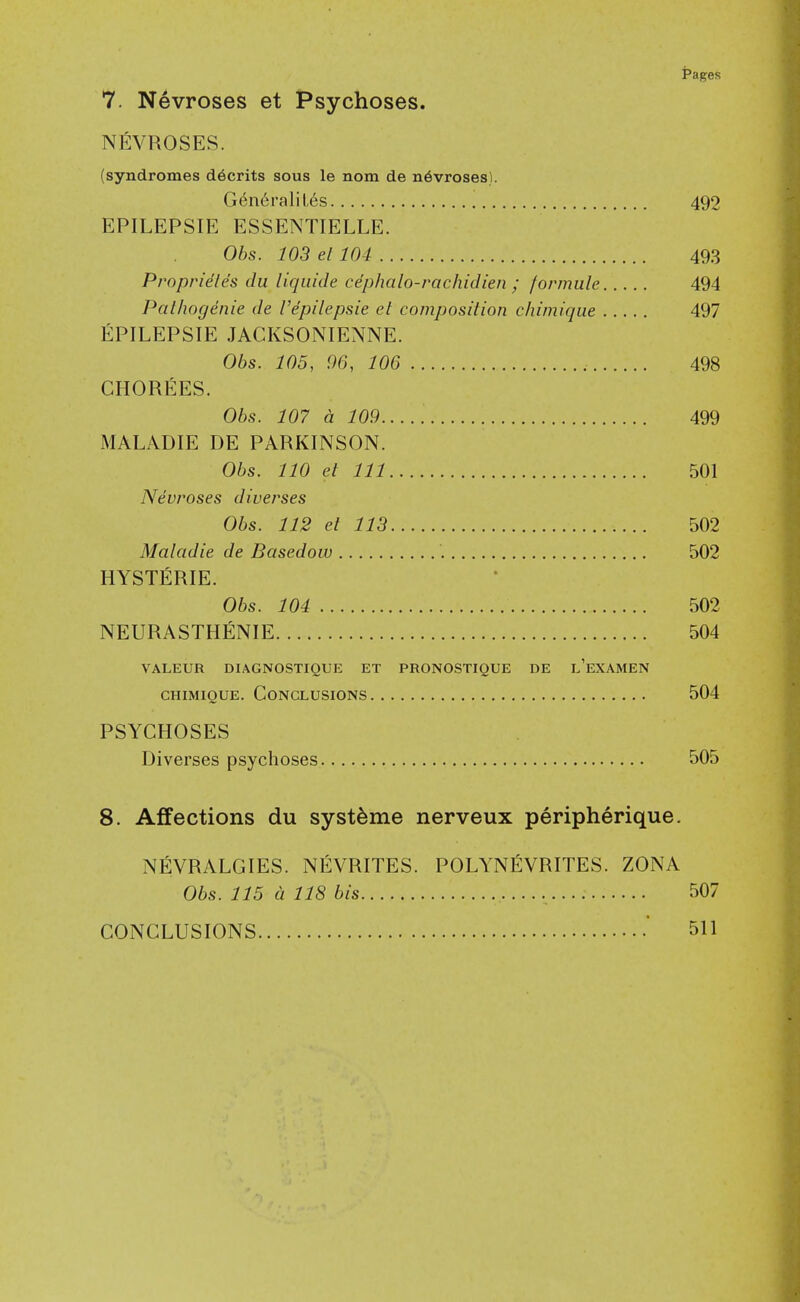 Pages
7. Névroses et Psychoses.
NÉVROSES.
(syndromes décrits sous le nom de névroses).
Généralités........ 492
EPILEPSIE ESSENTIELLE.
Obs. 103 et 104........ 493
Propriétés du liquide céphalo-rachidien ; formule..... 494
Pathogénie de l'épilepsie et composition chimique..... 497
ÉPILEPSIE JACKSONIENNE.
Obs. 105, 96, 106........ 498
CHORÉES.
Obs. 107 à 109........ 499
MALADIE DE PARKINSON.
Obs. 110 et 111........ 501
Névroses diverses
Obs. 112 et 113........ 502
Maladie de Basedow........ 502
HYSTÉRIE.
Obs. 104........ 502
NEURASTHÉNIE........ 504
VALEUR DIAGNOSTIQUE ET PRONOSTIQUE DE L'EXAMEN
CHIMIQUE. CONCLUSIONS........ 504
PSYCHOSES
Diverses psychoses........ 505
8. Affections du système nerveux périphérique.
NÉVRALGIES. NÉVRITES. POLYNÉVRITES. ZONA
Obs. 115 à 118 bis........ 507
CONCLUSIONS........ 511